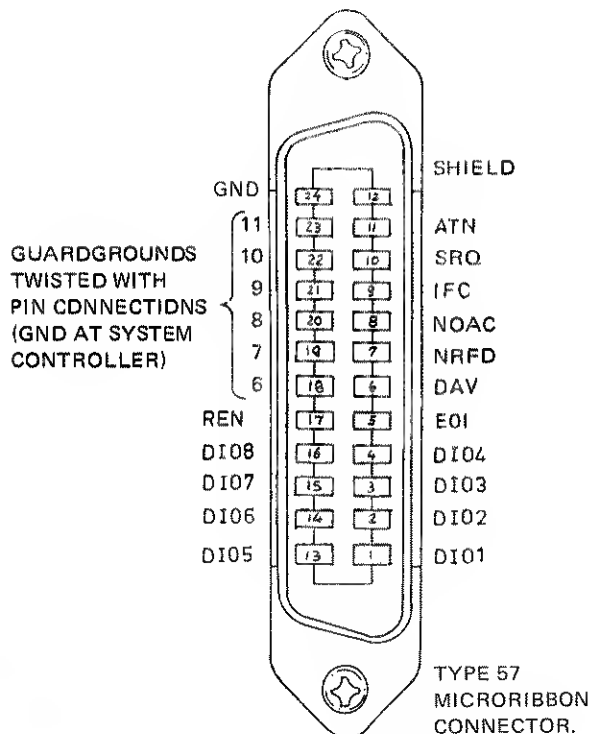 SHIELD
GND 24 12
11 23 11 ATN
10 22 10 SRQ
9 21 9 IFC
8 20 8 NOAC
7 19 7 NRFD
6 18 6 DAV
GUARDGROUNDS
TWISTED WITH
PIN CONNECTIONS
(GND AT SYSTEM
CONTROLLER)
REN 17 5 EOI
DIO8 16 4 DIO4
DIO7 15 3 DIO3
DIO6 14 2 DIO2
DIO5 13 1 DIO1
TYPE 57
MICRORIBBON
CONNECTOR.